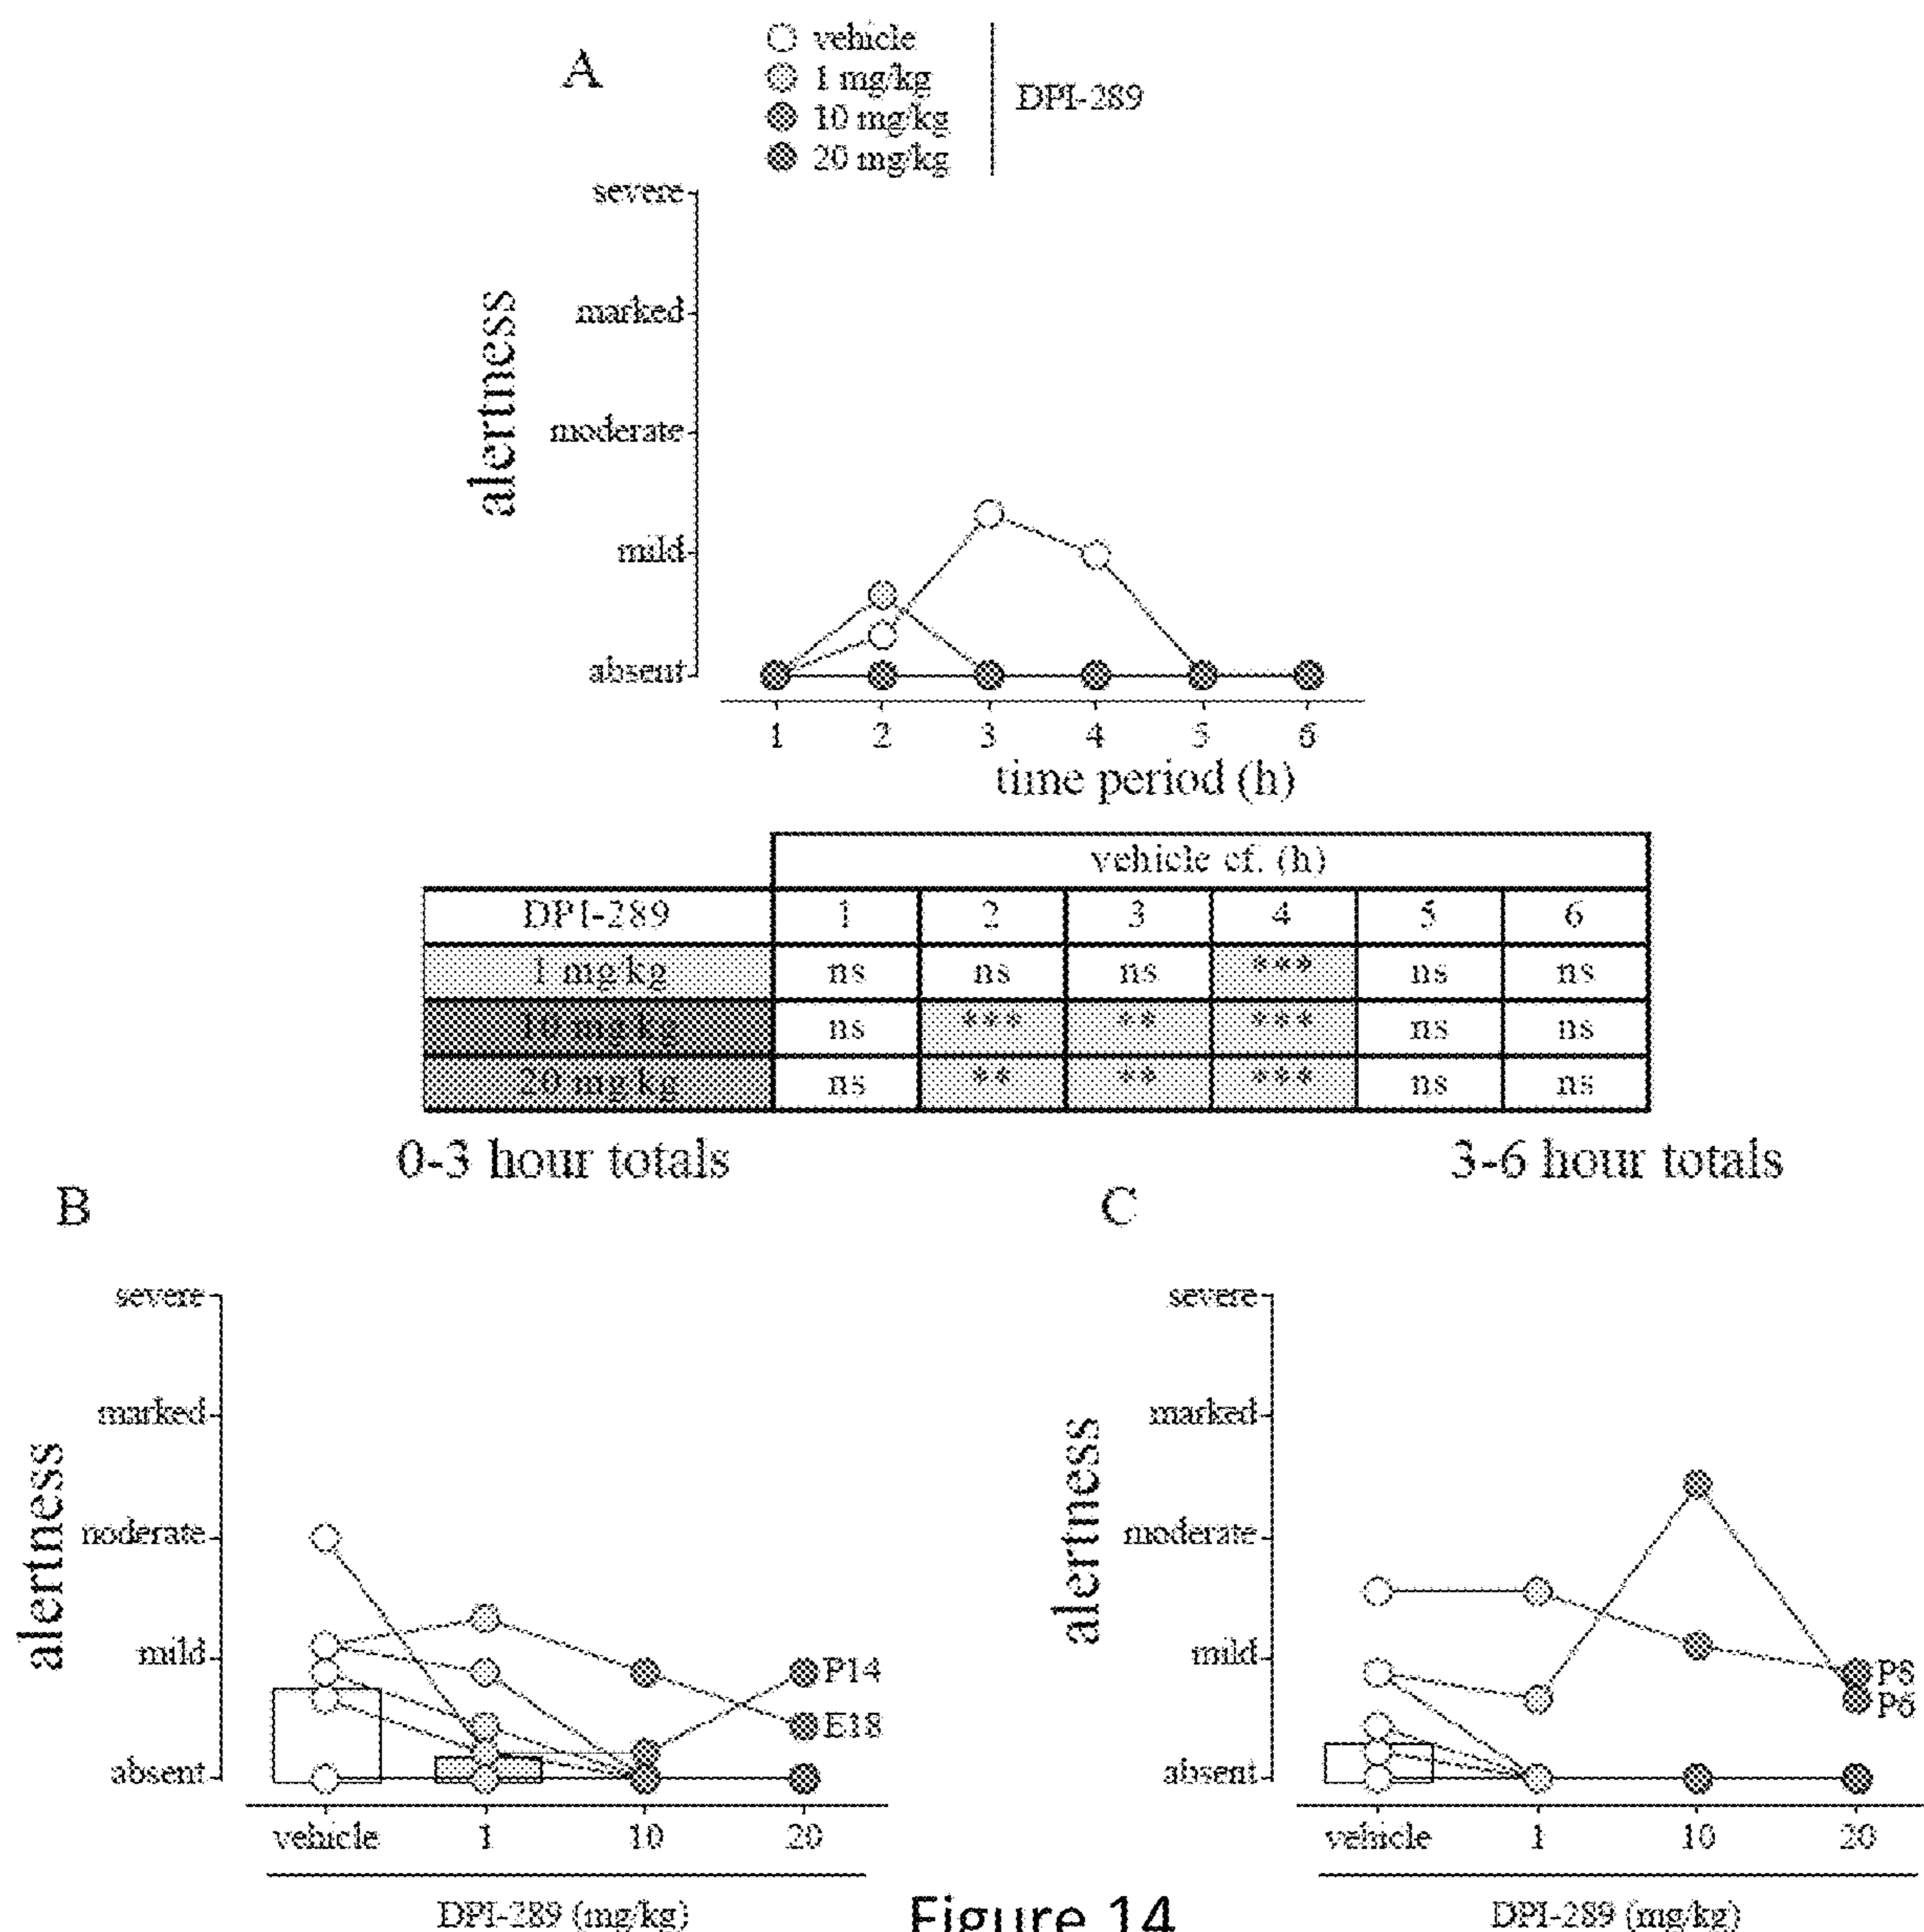 A
vehicle
1 mg/kg
10 mg/kg
20 mg/kg
DPI-289
severe
marked
moderate
mild
absent
alertness
1 2 3 4 5 6
time period (h)
vehicle cf. (h)
DPI-289 1 2 3 4 5 6
1 mg/kg ns ns ns *** ns ns
10 mg/kg ns *** ** *** ns ns
20 mg/kg ns ** ** *** ns ns
0-3 hour totals
3-6 hour totals
B
severe
marked
noderate
mild
absent
alertness
P14
E18
vehicle 1 10 20
DPI-289 (mg/kg)
C
severe
marked
moderate
mild
absent
alertness
P8
P6
vehicle 1 10 20
DPI-289 (mg/kg)
Figure 14